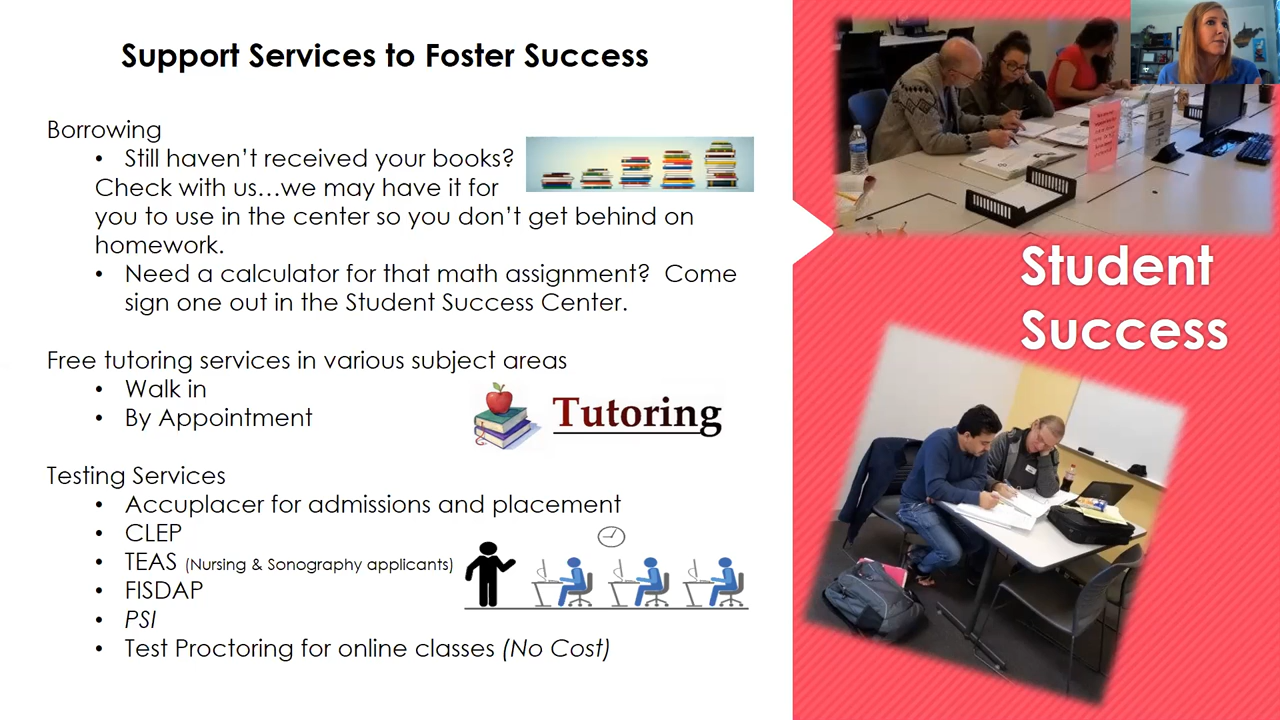 Support Services to Foster Success
Borrowing
• Still haven’t received your books?
Check with us…we may have it for
you to use in the center so you don’t get behind on
homework.
• Need a calculator for that math assignment?  Come
sign one out in the Student Success Center.
Free tutoring services in various subject areas
• Walk in
• By Appointment
Tutoring
Testing Services
• Accuplacer for admissions and placement
• CLEP
• TEAS (Nursing & Sonography applicants)
• FISDAP
• PSI
• Test Proctoring for online classes (No Cost)
Student
Success